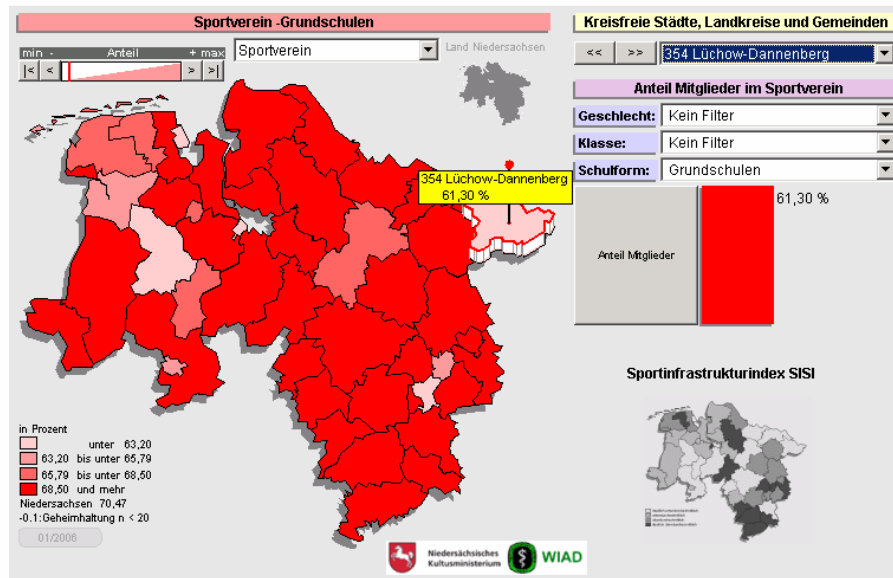 Sportverein -Grundschulen
min - Anteil + max
|< < > >|
Sportverein
Land Niedersachsen
354 Lüchow-Dannenberg
61,30 %
in Prozent
unter 63,20
63,20 bis unter 65,79
65,79 bis unter 68,50
68,50 und mehr
Niedersachsen 70,47
-0.1:Geheimhaltung n < 20
01/2006
Niedersächsisches
Kultusministerium
WIAD
Kreisfreie Städte, Landkreise und Gemeinden
<< >> 354 Lüchow-Dannenberg
Anteil Mitglieder im Sportverein
Geschlecht: Kein Filter
Klasse: Kein Filter
Schulform: Grundschulen
61,30 %
Anteil Mitglieder
Sportinfrastrukturindex SISI